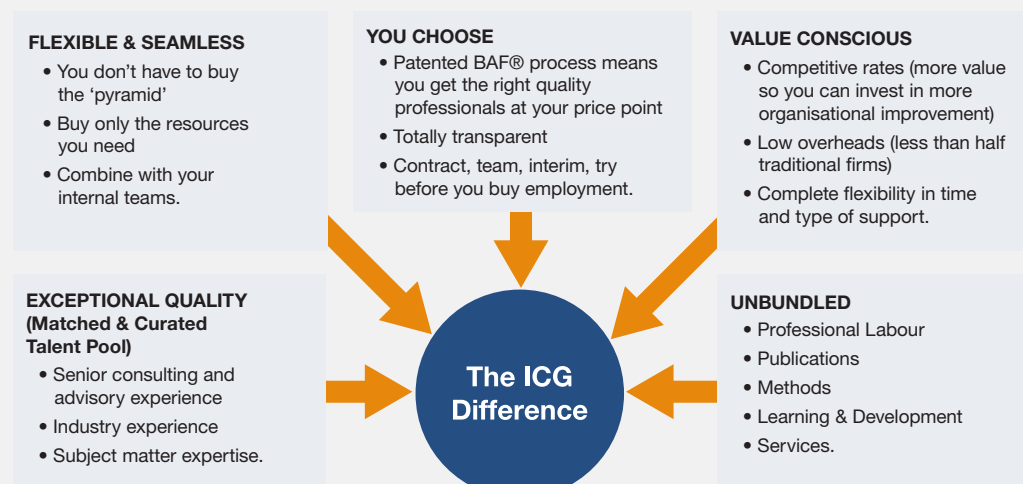 FLEXIBLE & SEAMLESS
• You don’t have to buy
the ‘pyramid’
• Buy only the resources
you need
• Combine with your
internal teams.
YOU CHOOSE
• Patented BAF® process means
you get the right quality
professionals at your price point
• Totally transparent
• Contract, team, interim, try
before you buy employment.
VALUE CONSCIOUS
• Competitive rates (more value
so you can invest in more
organisational improvement)
• Low overheads (less than half
traditional firms)
• Complete flexibility in time
and type of support.
EXCEPTIONAL QUALITY
(Matched & Curated
Talent Pool)
• Senior consulting and
advisory experience
• Industry experience
• Subject matter expertise.
The ICG
Difference
UNBUNDLED
• Professional Labour
• Publications
• Methods
• Learning & Development
• Services.